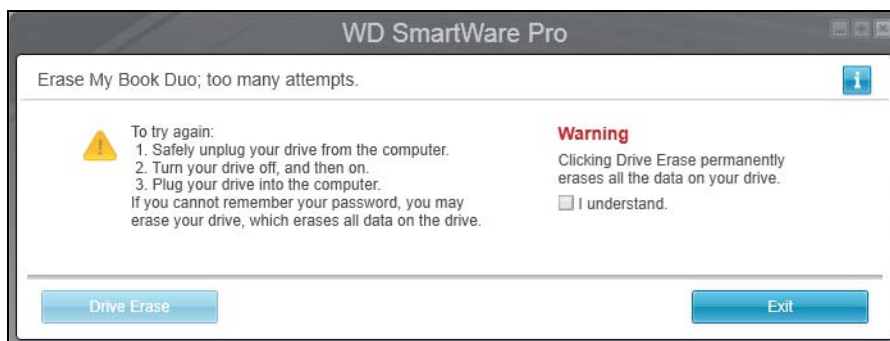 WD SmartWare Pro
Erase My Book Duo; too many attempts.
i
To try again:
1. Safely unplug your drive from the computer.
2. Turn your drive off, and then on.
3. Plug your drive into the computer.
If you cannot remember your password, you may
erase your drive, which erases all data on the drive.
Warning
Clicking Drive Erase permanently
erases all the data on your drive.
I understand.
Drive Erase
Exit